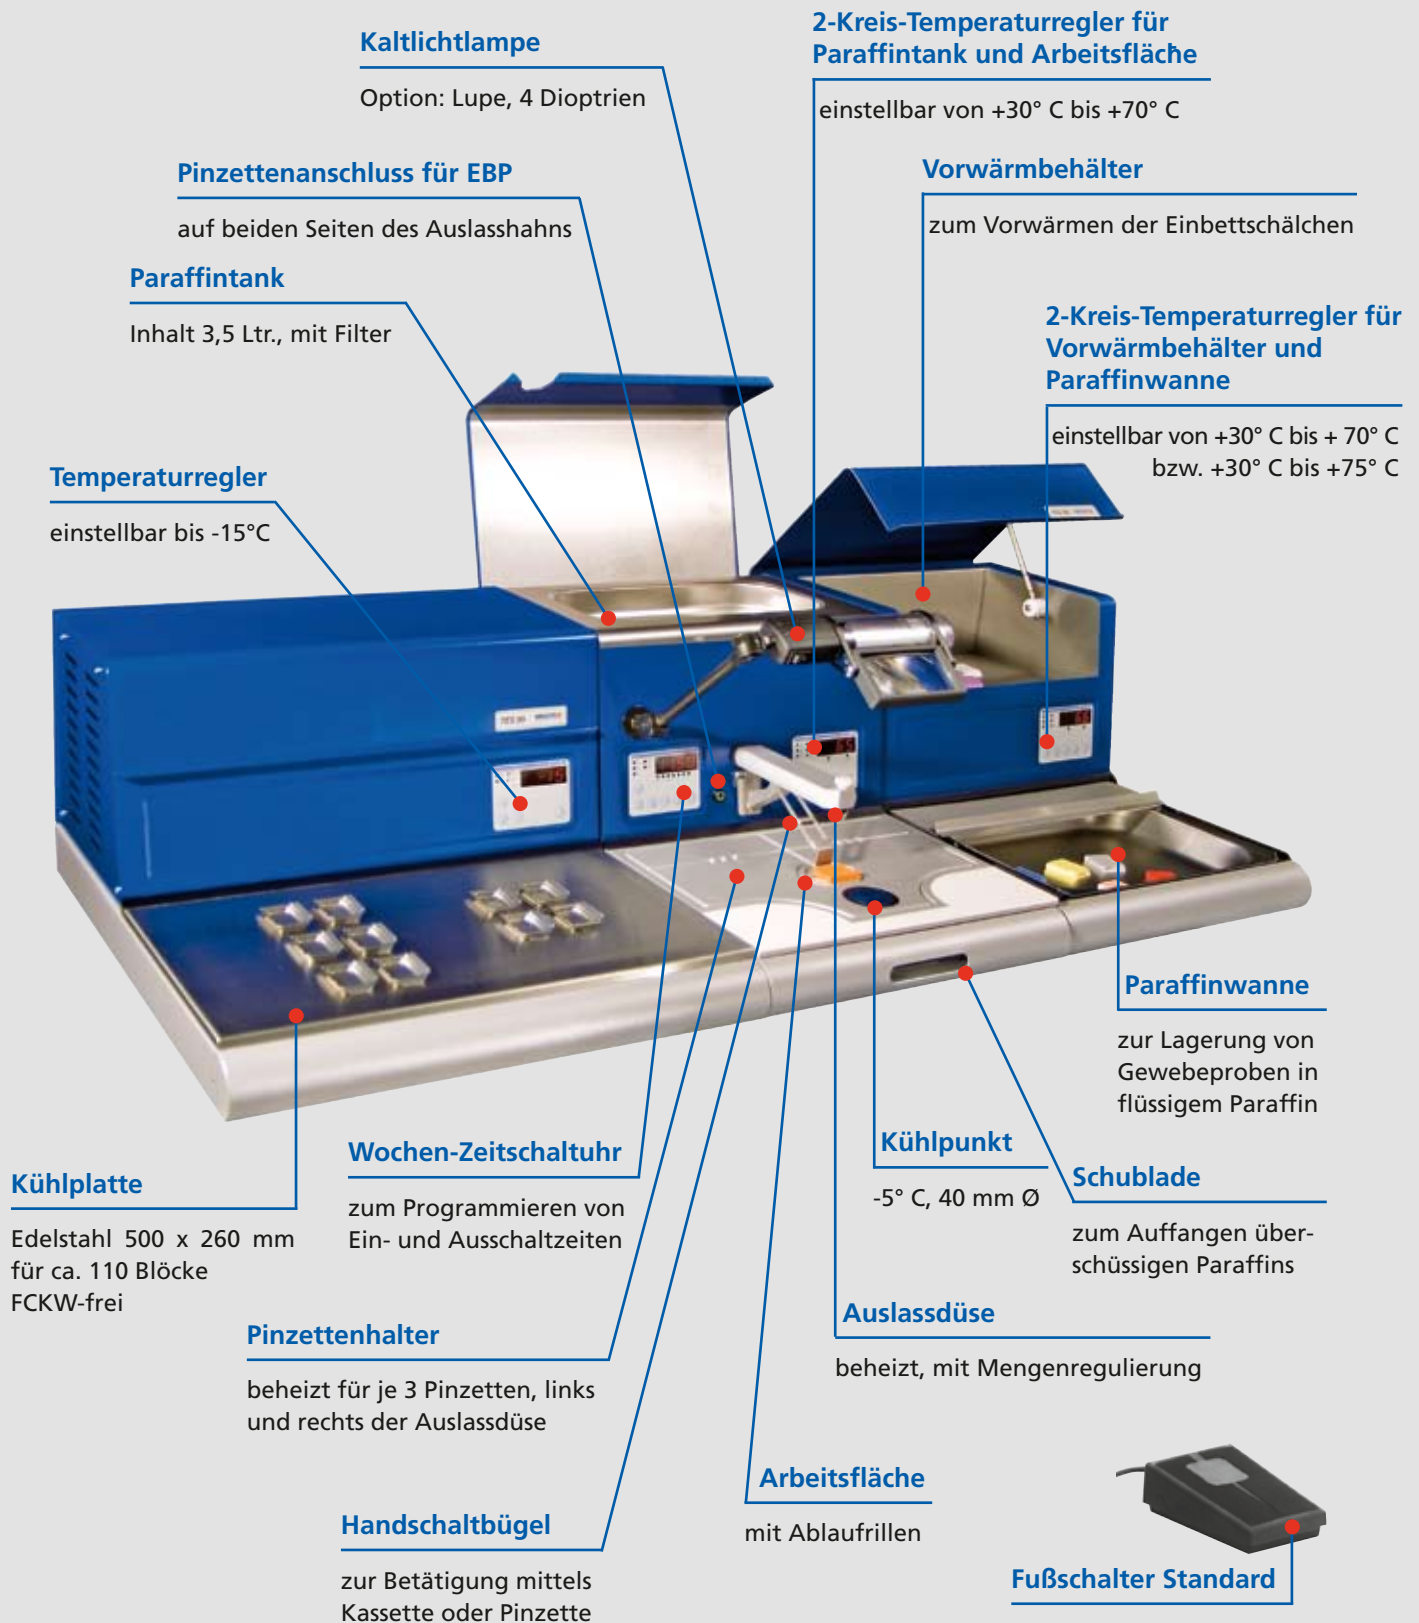 Kaltlichtlampe
Option: Lupe, 4 Dioptrien
2-Kreis-Temperaturregler für
Paraffintank und Arbeitsfläche
einstellbar von +30° C bis +70° C
Pinzettenanschluss für EBP
auf beiden Seiten des Auslasshahns
Vorwärmbehälter
zum Vorwärmen der Einbettschälchen
Paraffintank
Inhalt 3,5 Ltr., mit Filter
2-Kreis-Temperaturregler für
Vorwärmbehälter und
Paraffinwanne
einstellbar von +30° C bis + 70° C
bzw. +30° C bis +75° C
Temperaturregler
einstellbar bis -15°C
Paraffinwanne
zur Lagerung von
Gewebeproben in
flüssigem Paraffin
Kühlplatte
Edelstahl 500 x 260 mm
für ca. 110 Blöcke
FCKW-frei
Wochen-Zeitschaltuhr
zum Programmieren von
Ein- und Ausschaltzeiten
Kühlpunkt
-5° C, 40 mm Ø
Schublade
zum Auffangen über-
schüssigen Paraffins
Pinzettenhalter
beheizt für je 3 Pinzetten, links
und rechts der Auslassdüse
Auslassdüse
beheizt, mit Mengenregulierung
Arbeitsfläche
mit Ablaufrillen
Handschaltbügel
zur Betätigung mittels
Kassette oder Pinzette
Fußschalter Standard